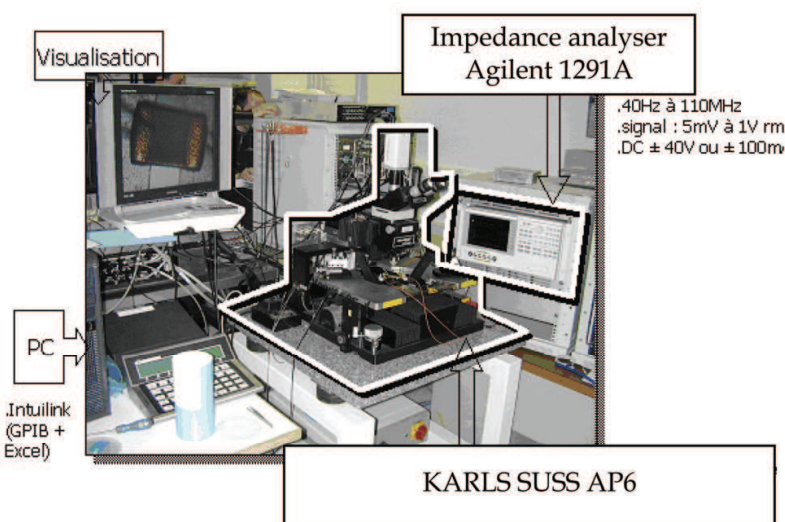 Visualisation
Impedance analyser
Agilent 1291A
.40Hz à 110MHz
.signal : 5mV à 1V rm
.DC ± 40V ou ± 100m
PC
.Intuilink
(GPIB +
Excel)
KARLS SUSS AP6